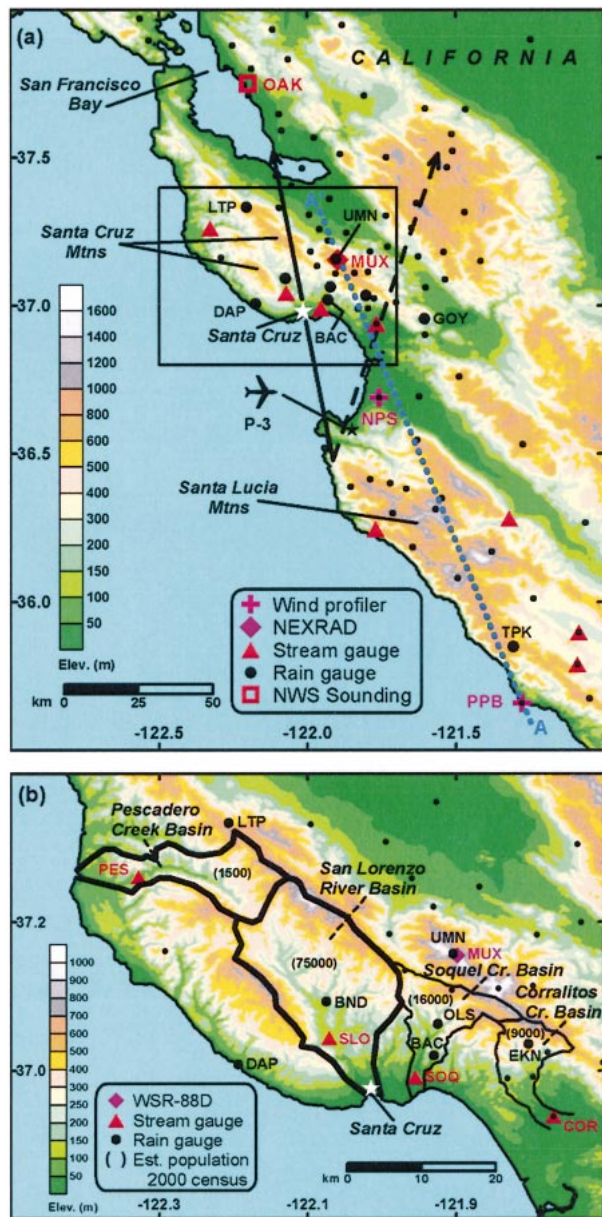 (a)
CALIFORNIA
San Francisco
Bay
OAK
37.5
A
LTP
UMN
Santa Cruz
Mtns
MUX
37.0
DAP
Santa Cruz
BAC
GOY
1600
1400
1200
1000
800
600
500
400
300
200
150
100
50
Elev. (m)
P-3
NPS
36.5
Santa Lucia
Mtns
36.0
Wind profiler
NEXRAD
Stream gauge
Rain gauge
NWS Sounding
TPK
PPB
A
km 0 25 50
-122.5 -122.0 -121.5
(b)
Pescadero
Creek Basin
LTP
PES
(1500)
San Lorenzo
River Basin
37.2
UMN
MUX
(75000)
Soquel Cr. Basin
(16000)
Corralitos
Cr. Basin
BND
OLS
(9000)
SLO
BAC
EKN
37.0
DAP
SOQ
COR
Santa Cruz
1000
900
800
700
500
400
300
250
200
150
100
50
Elev. (m)
WSR-88D
Stream gauge
Rain gauge
( ) Est. population
2000 census
0 10 20
km
-122.3 -122.1 -121.9